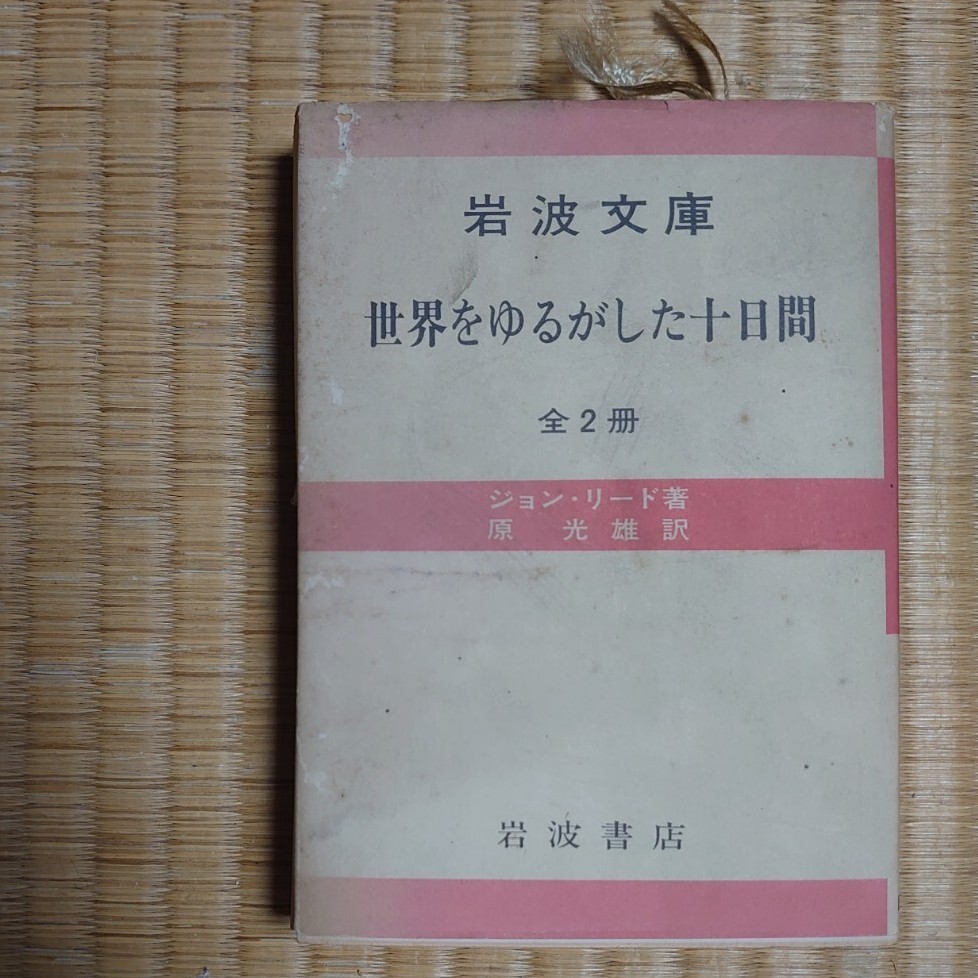 岩波文庫
世界をゆるがした十日間
全2冊
ジョン・リード著
原光雄訳
岩波書店